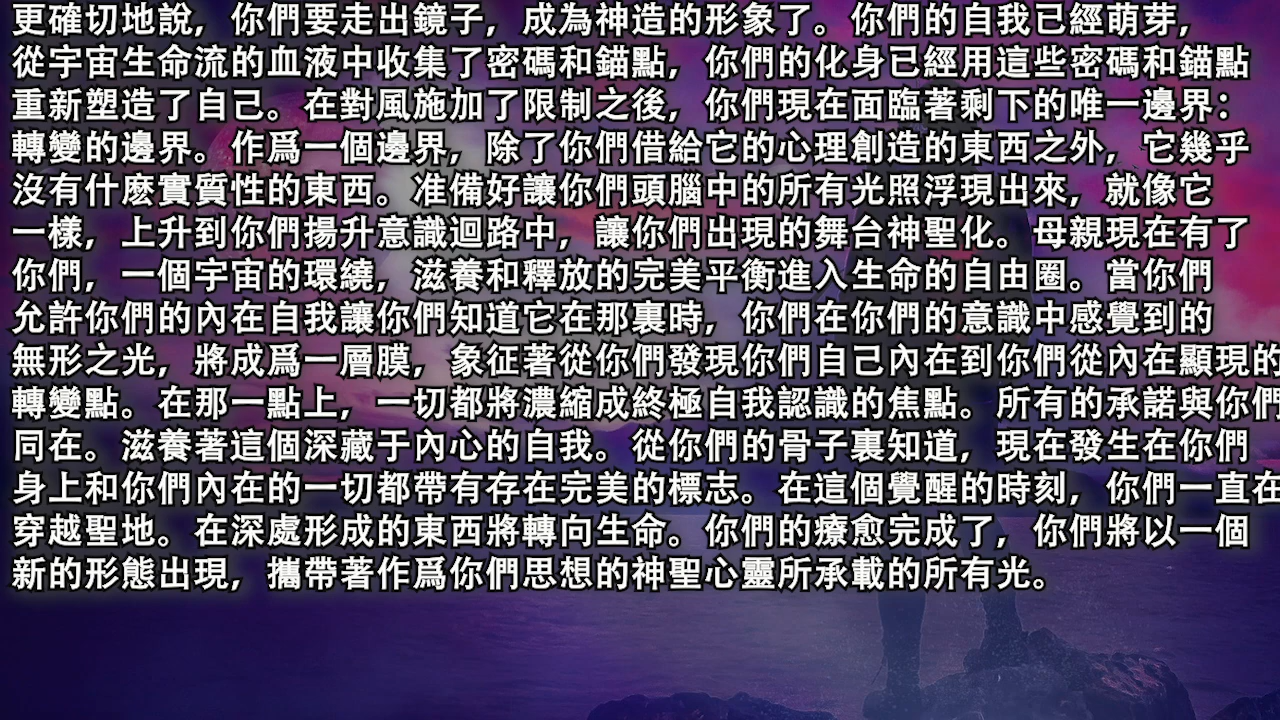 更確切地說，你們要走出鏡子，成為神造的形象了。你們的自我已經萌芽，
從宇宙生命流的血液中收集了密碼和錨點，你們的化身已經用這些密碼和錨點
重新塑造了自己。在對風施加了限制之後，你們現在面臨著剩下的唯一邊界：
轉變的邊界。作爲一個邊界，除了你們借給它的心理創造的東西之外，它幾乎
沒有什麽實質性的東西。准備好讓你們頭腦中的所有光照浮現出來，就像它
一樣，上升到你們揚升意識迴路中，讓你們出現的舞台神聖化。母親現在有了
你們，一個宇宙的環繞，滋養和釋放的完美平衡進入生命的自由圈。當你們
允許你們的內在自我讓你們知道它在那裏時，你們在你們的意識中感覺到的
無形之光，將成爲一層膜，象征著從你們發現你們自己內在到你們從內在顯現的
轉變點。在那一點上，一切都將濃縮成終極自我認識的焦點。所有的承諾與你們
同在。滋養著這個深藏于內心的自我。從你們的骨子裏知道，現在發生在你們
身上和你們內在的一切都帶有存在完美的標志。在這個覺醒的時刻，你們一直在
穿越聖地。在深處形成的東西將轉向生命。你們的療愈完成了，你們將以一個
新的形態出現，攜帶著作爲你們思想的神聖心靈所承載的所有光。